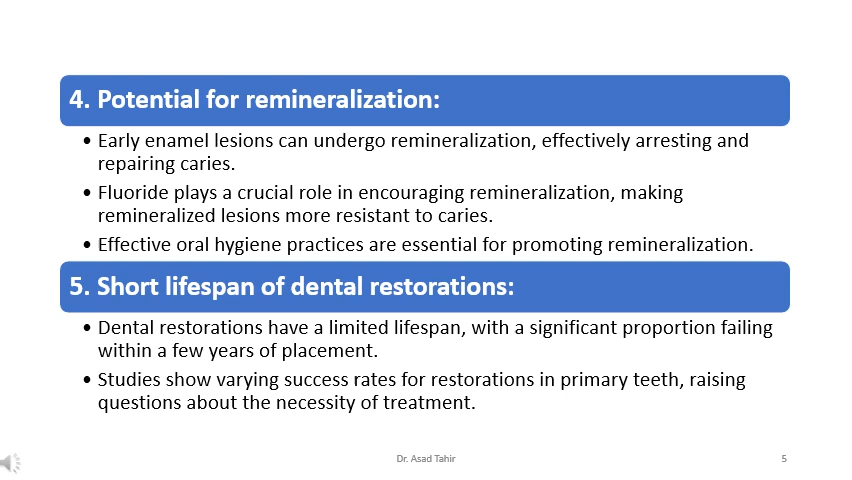 4. Potential for remineralization:
• Early enamel lesions can undergo remineralization, effectively arresting and
repairing caries.
• Fluoride plays a crucial role in encouraging remineralization, making
remineralized lesions more resistant to caries.
• Effective oral hygiene practices are essential for promoting remineralization.
5. Short lifespan of dental restorations:
• Dental restorations have a limited lifespan, with a significant proportion failing
within a few years of placement.
• Studies show varying success rates for restorations in primary teeth, raising
questions about the necessity of treatment.
Dr. Asad Tahir
5